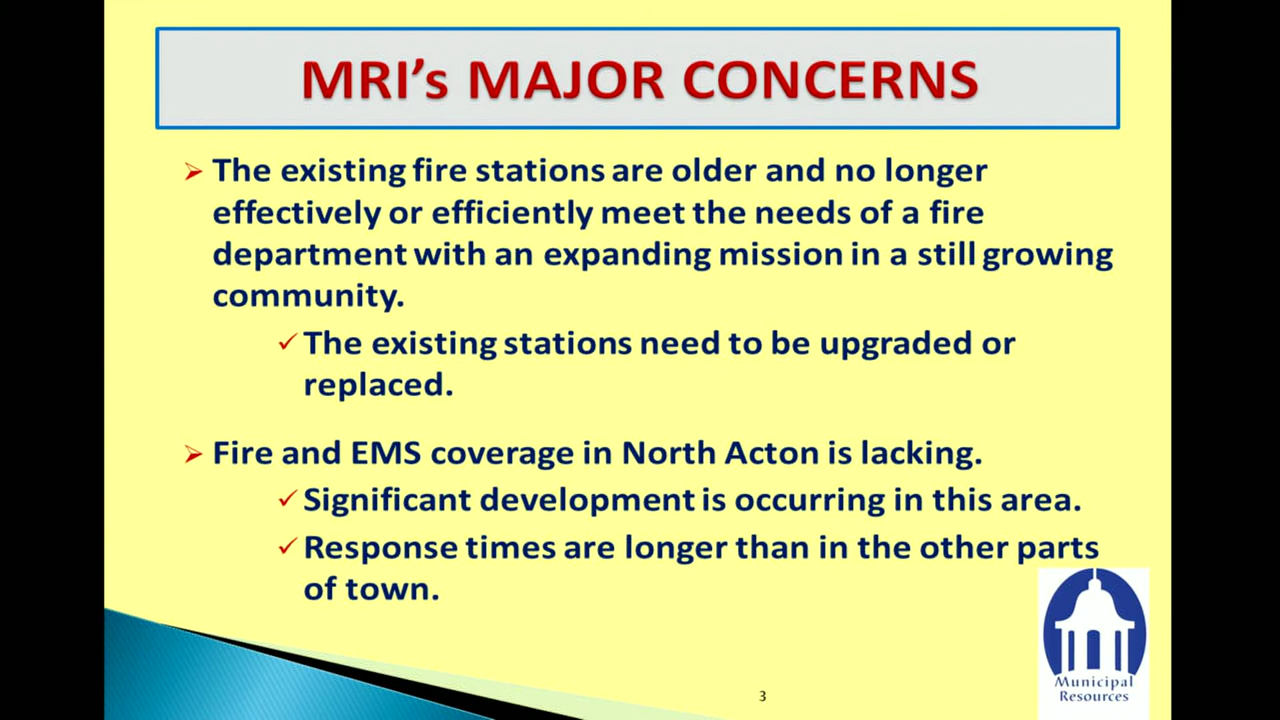 MRI's MAJOR CONCERNS
The existing fire stations are older and no longer
effectively or efficiently meet the needs of a fire
department with an expanding mission in a still growing
community.
The existing stations need to be upgraded or
replaced.
Fire and EMS coverage in North Acton is lacking.
Significant development is occurring in this area.
Response times are longer than in the other parts
of town.
Municipal
Resources
3